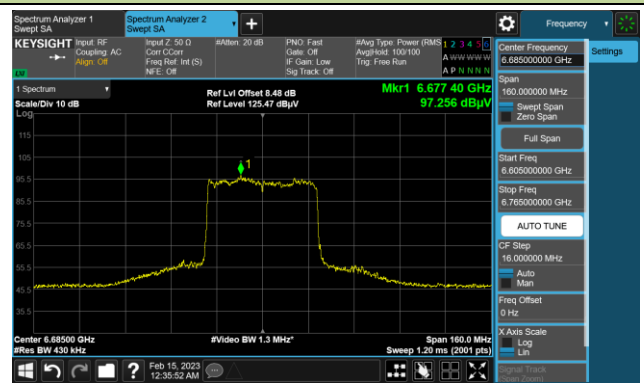 Spectrum Analyzer 1
Swept SA
Spectrum Analyzer 2
Swept SA
Frequency
KEYSIGHT
Input: RF
Coupling: AC
Align: Off
Input Z: 50 Ω
Corr CCorr
Freq Ref: Int (S)
NFE: Off
#Atten: 20 dB
PNO: Fast
Gate: Off
IF Gain: Low
Sig Track: Off
#Avg Type: Power (RMS)
Avg|Hold: 100/100
Trig: Free Run
1 2 3 4 5 6
A W W W W W
A P N N N N
LXI
1 Spectrum
Scale/Div 10 dB
Log
Ref Lvl Offset 8.48 dB
Ref Level 125.47 dBµV
Mkr1 6.677 40 GHz
97.256 dBµV
115
105
95.5
85.5
75.5
65.5
55.5
45.5
35.5
1
Center 6.68500 GHz
#Res BW 430 kHz
#Video BW 1.3 MHz*
Span 160.0 MHz
Sweep 1.20 ms (2001 pts)
Feb 15, 2023
12:35:52 AM
Center Frequency
6.685000000 GHz
Settings
Span
160.000000 MHz
Swept Span
Zero Span
Full Span
Start Freq
6.605000000 GHz
Stop Freq
6.765000000 GHz
AUTO TUNE
CF Step
16.000000 MHz
Auto
Man
Freq Offset
0 Hz
X Axis Scale
Log
Lin
Signal Track
(Span Zoom)